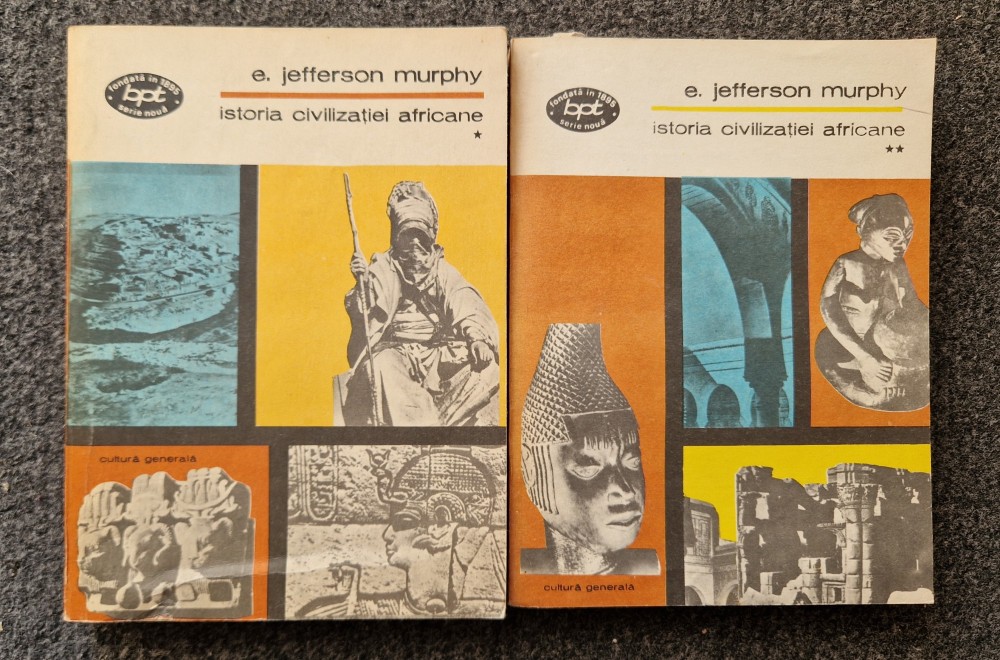 fondată în 1895
bpt
serie nouă
e. jefferson murphy
istoria civilizației africane
*
cultură generală
fondată în 1895
bpt
serie nouă
e. jefferson murphy
istoria civilizației africane
**
cultură generală